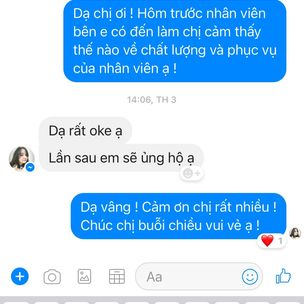 Dạ chị ơi ! Hôm trước nhân viên
bên e có đến làm chị cảm thấy
thế nào về chất lượng và phục vụ
của nhân viên ạ !
14:06, TH 3
Dạ rất oke ạ
Lần sau em sẽ ủng hộ ạ
Dạ vâng ! Cảm ơn chị rất nhiều !
Chúc chị buổi chiều vui vẻ ạ !
1
Aa